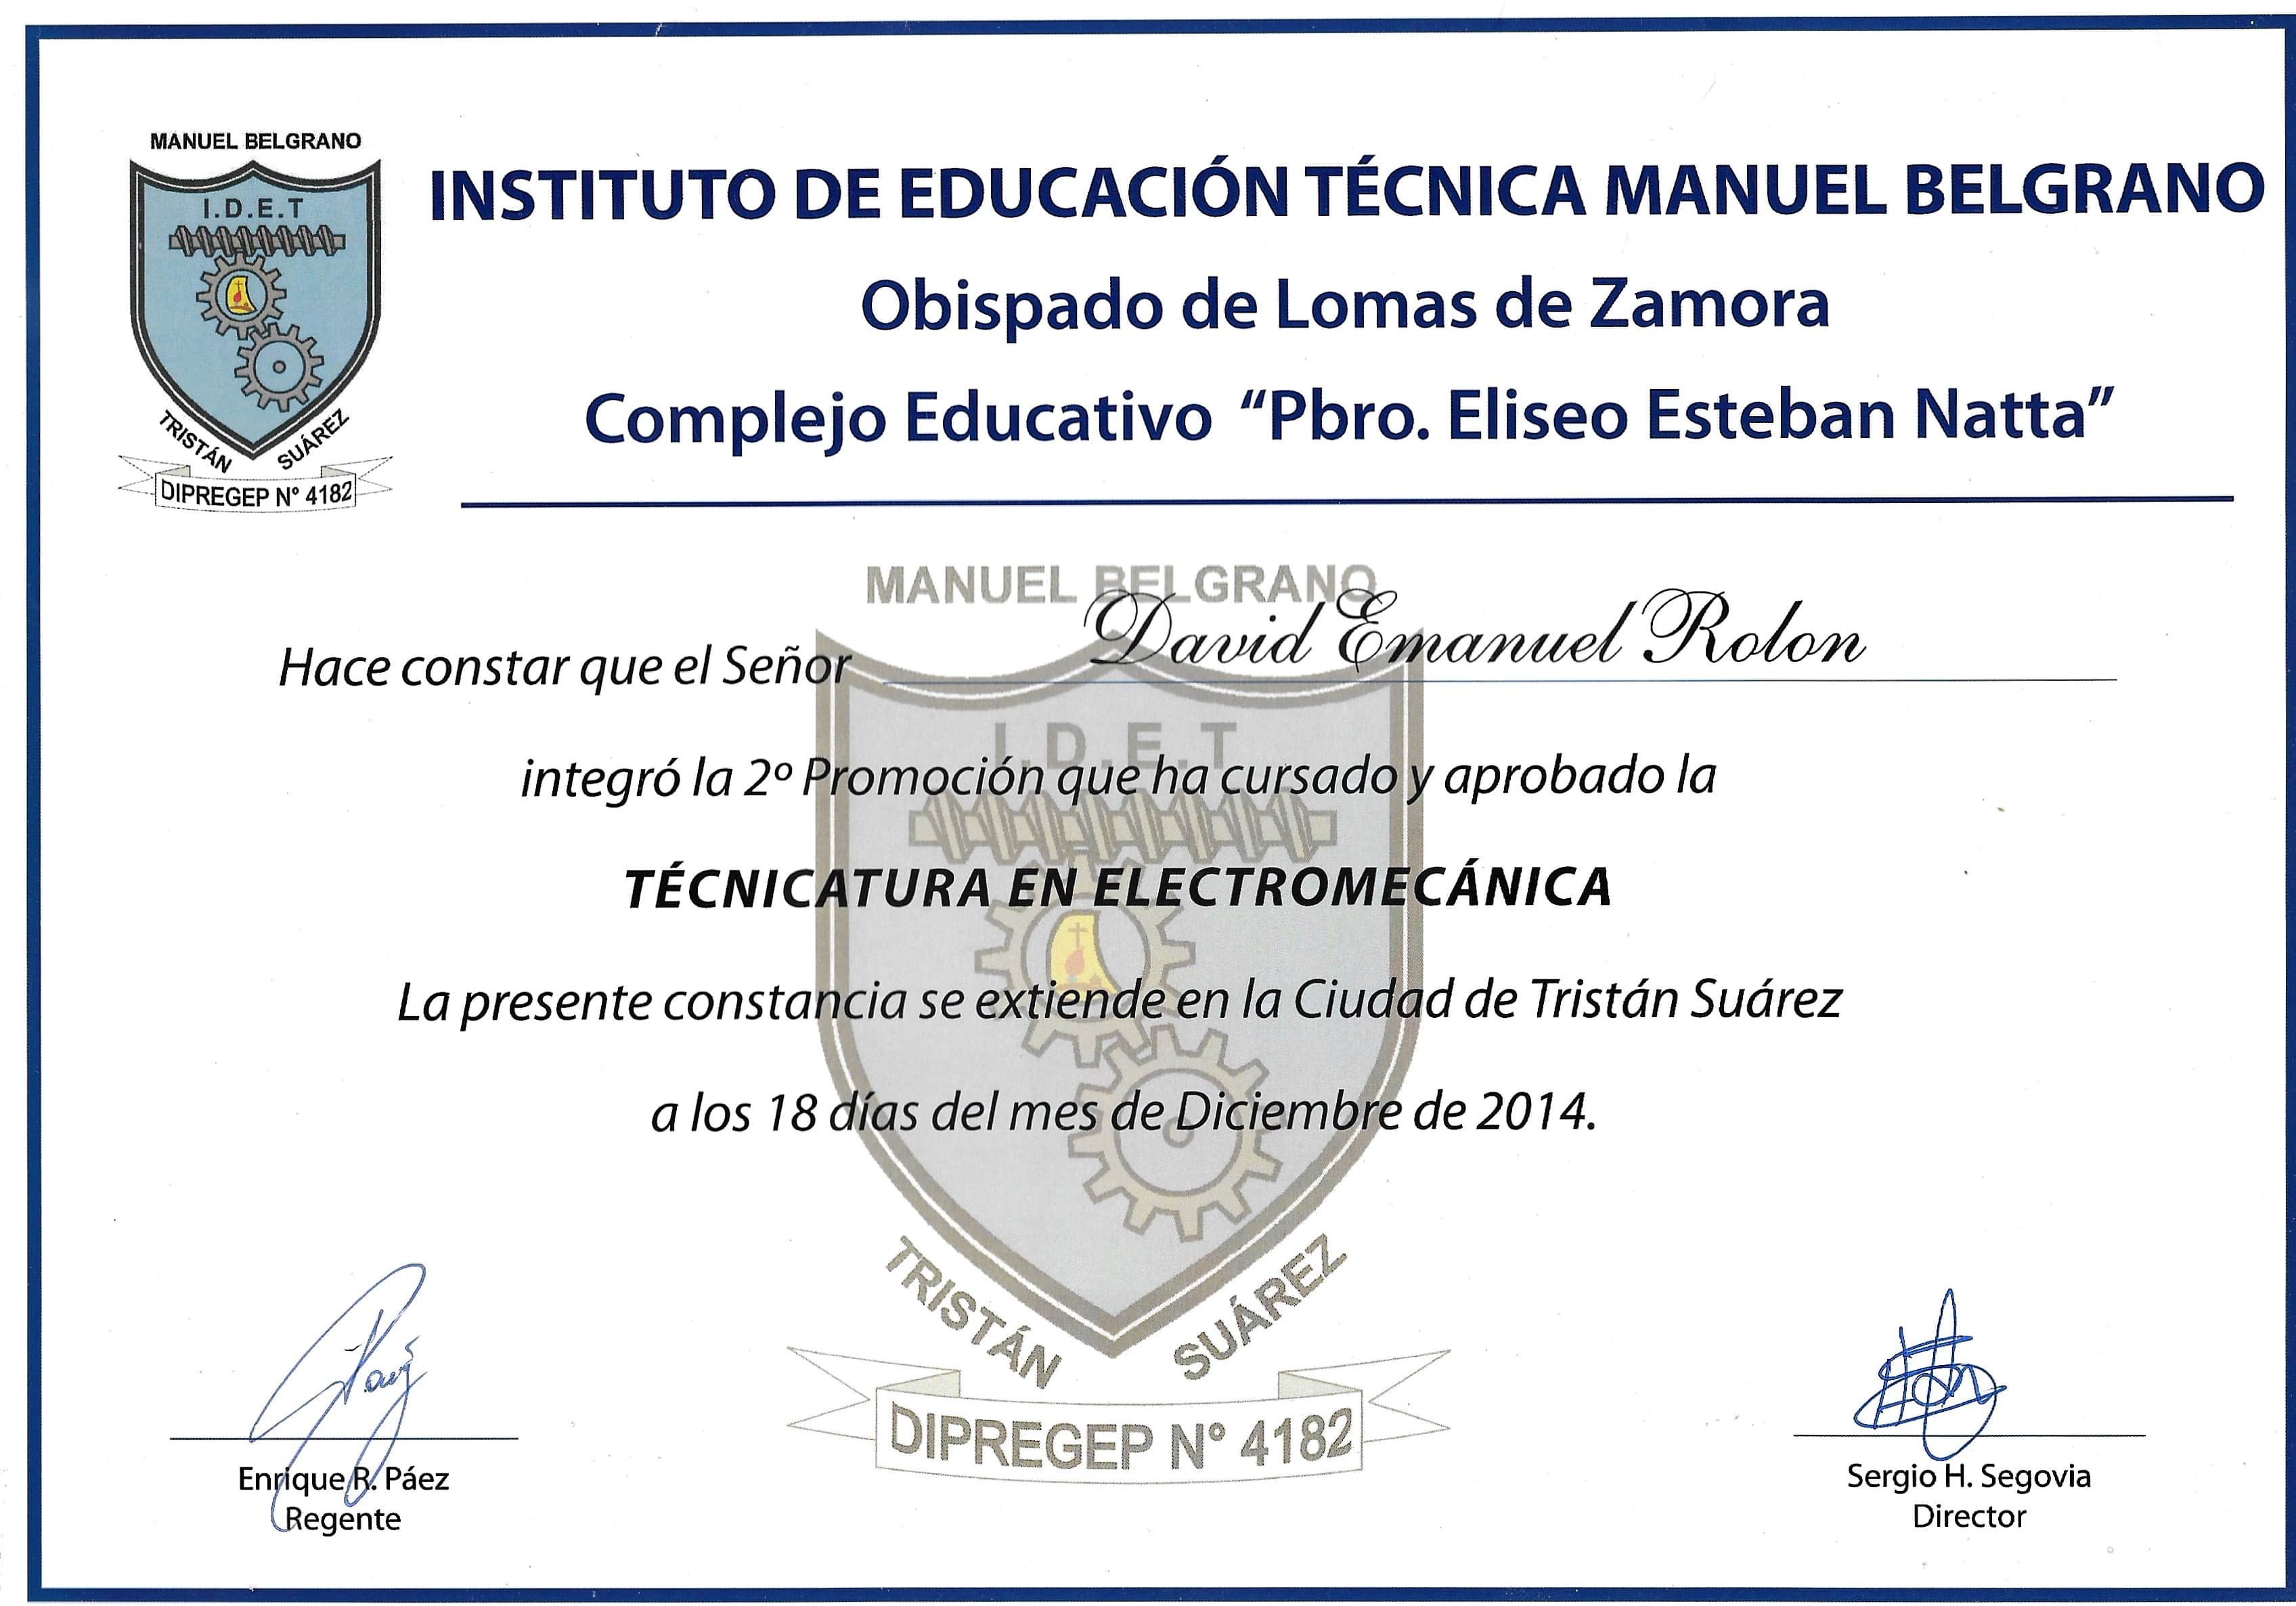 MANUEL BELGRANO
I.D.E.T
TRISTÁN SUÁREZ
DIPREGEP N° 4182
INSTITUTO DE EDUCACIÓN TÉCNICA MANUEL BELGRANO
Obispado de Lomas de Zamora
Complejo Educativo “Pbro. Eliseo Esteban Natta”
MANUEL BELGRANO
Hace constar que el Señor David Emanuel Rolon
I.D.E.T
integró la 2º Promoción que ha cursado y aprobado la
TÉCNICATURA EN ELECTROMECÁNICA
La presente constancia se extiende en la Ciudad de Tristán Suárez
a los 18 días del mes de Diciembre de 2014.
TRISTÁN SUÁREZ
DIPREGEP N° 4182
Enrique R. Páez
Regente
Sergio H. Segovia
Director